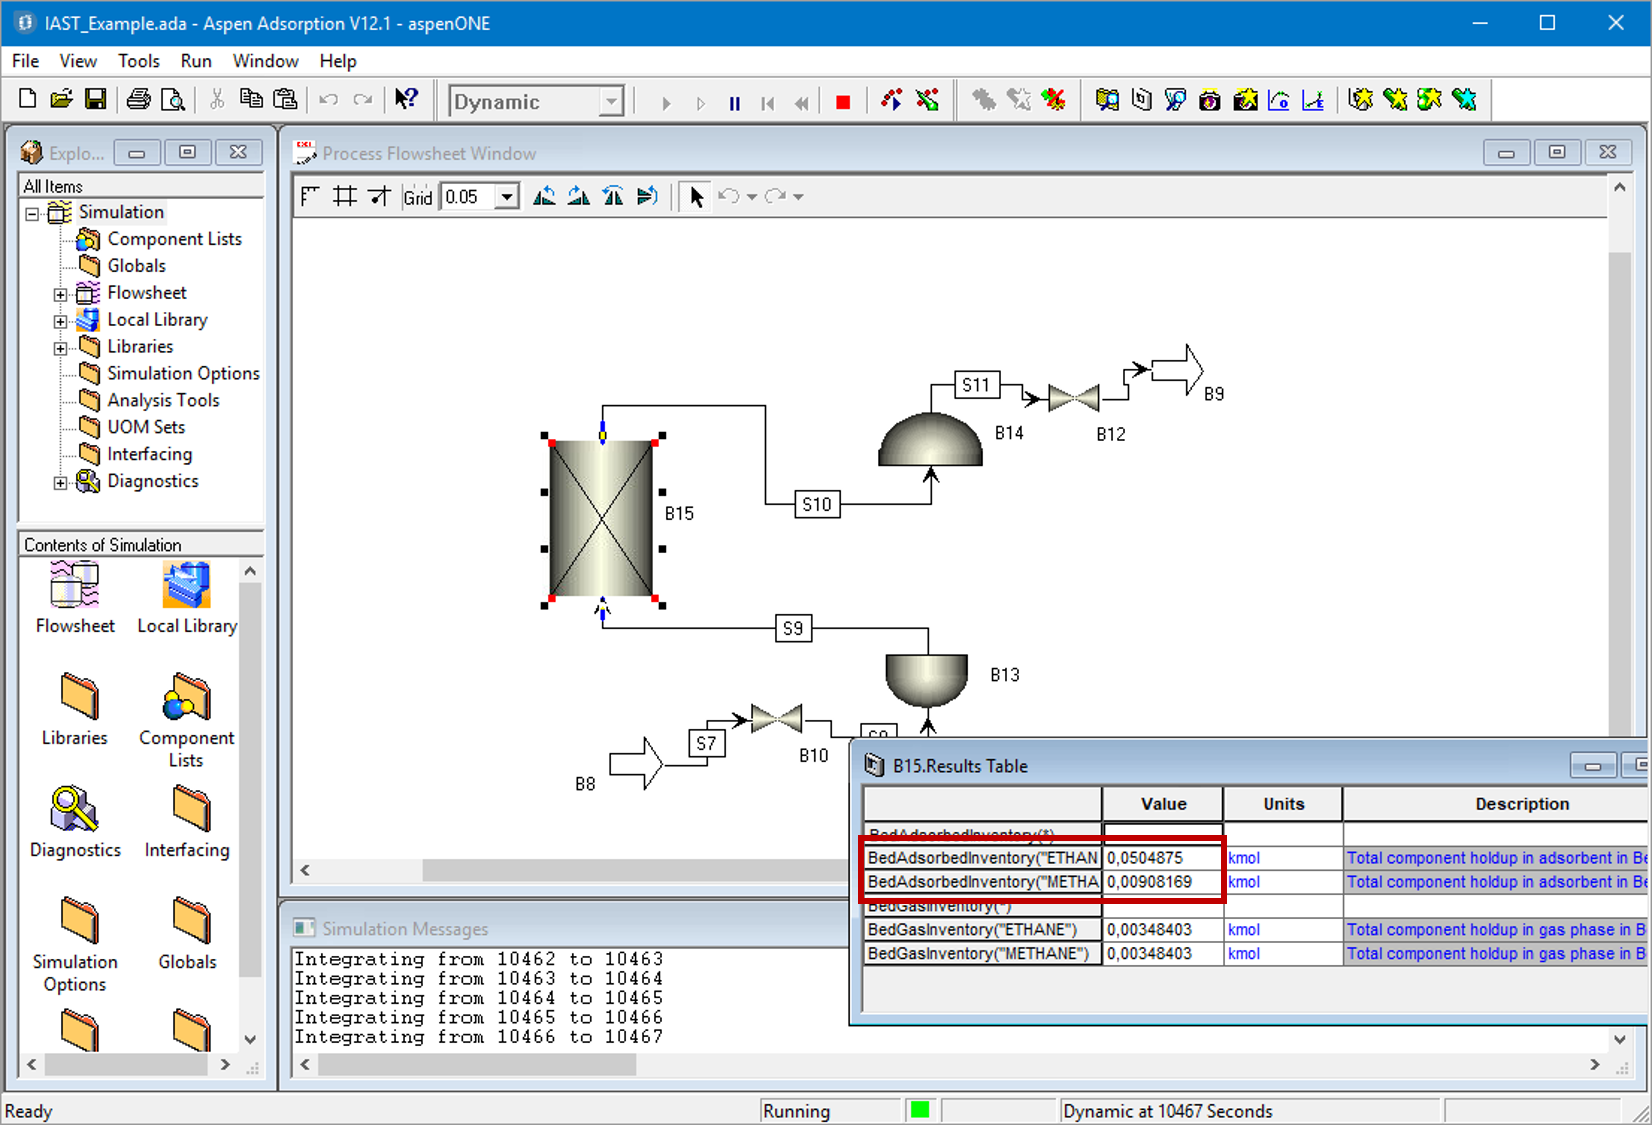 IAST_Example.ada - Aspen Adsorption V12.1 - aspenONE
File View Tools Run Window Help
Dynamic
Explo...
Process Flowsheet Window
All Items
Grid 0.05
Simulation
Component Lists
Globals
Flowsheet
Local Library
Libraries
Simulation Options
Analysis Tools
UOM Sets
Interfacing
Diagnostics
S11
B9
B14
B12
B15
S10
S9
B13
S7
B10
B8
Contents of Simulation
Flowsheet Local Library
Libraries Component Lists
Diagnostics Interfacing
Simulation Options Globals
B15.Results Table
Value Units Description
BedAdsorbedInventory(*)
BedAdsorbedInventory("ETHAN 0,0504875 kmol Total component holdup in adsorbent in Be
BedAdsorbedInventory("METHA 0,00908169 kmol Total component holdup in adsorbent in Be
BedGasInventory(*)
BedGasInventory("ETHANE") 0,00348403 kmol Total component holdup in gas phase in B
BedGasInventory("METHANE") 0,00348403 kmol Total component holdup in gas phase in B
Simulation Messages
Integrating from 10462 to 10463
Integrating from 10463 to 10464
Integrating from 10464 to 10465
Integrating from 10465 to 10466
Integrating from 10466 to 10467
Ready Running Dynamic at 10467 Seconds